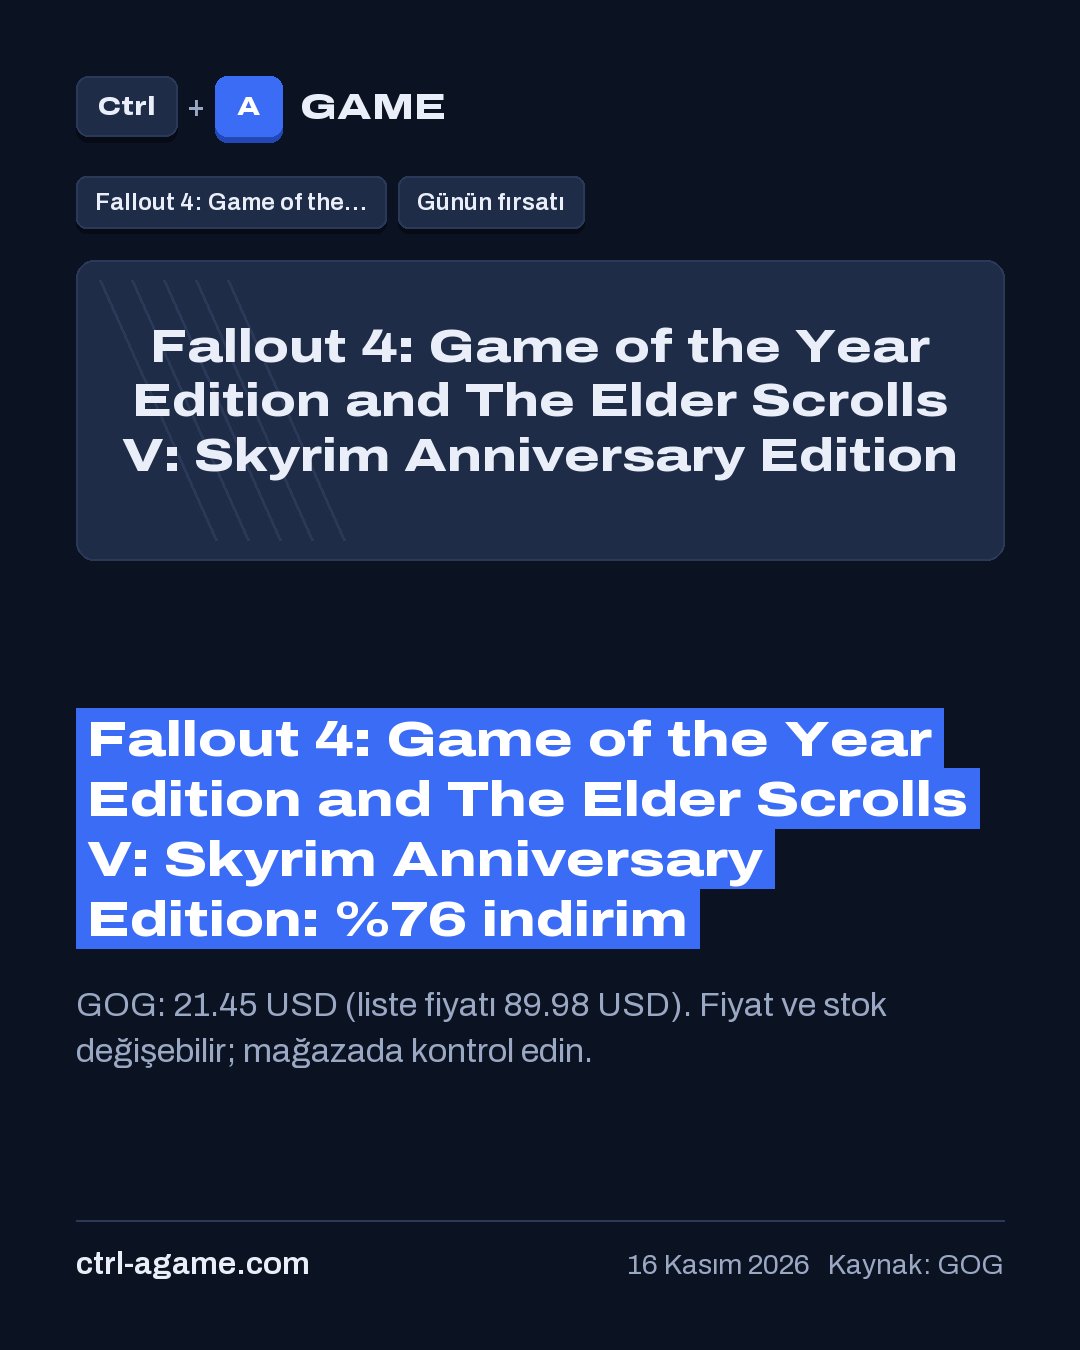 Ctrl + A GAME
Fallout 4: Game of the... Günün fırsatı
Fallout 4: Game of the Year
Edition and The Elder Scrolls
V: Skyrim Anniversary Edition
Fallout 4: Game of the Year
Edition and The Elder Scrolls
V: Skyrim Anniversary
Edition: %76 indirim
GOG: 21.45 USD (liste fiyatı 89.98 USD). Fiyat ve stok
değişebilir; mağazada kontrol edin.
ctrl-agame.com 16 Kasım 2026 Kaynak: GOG